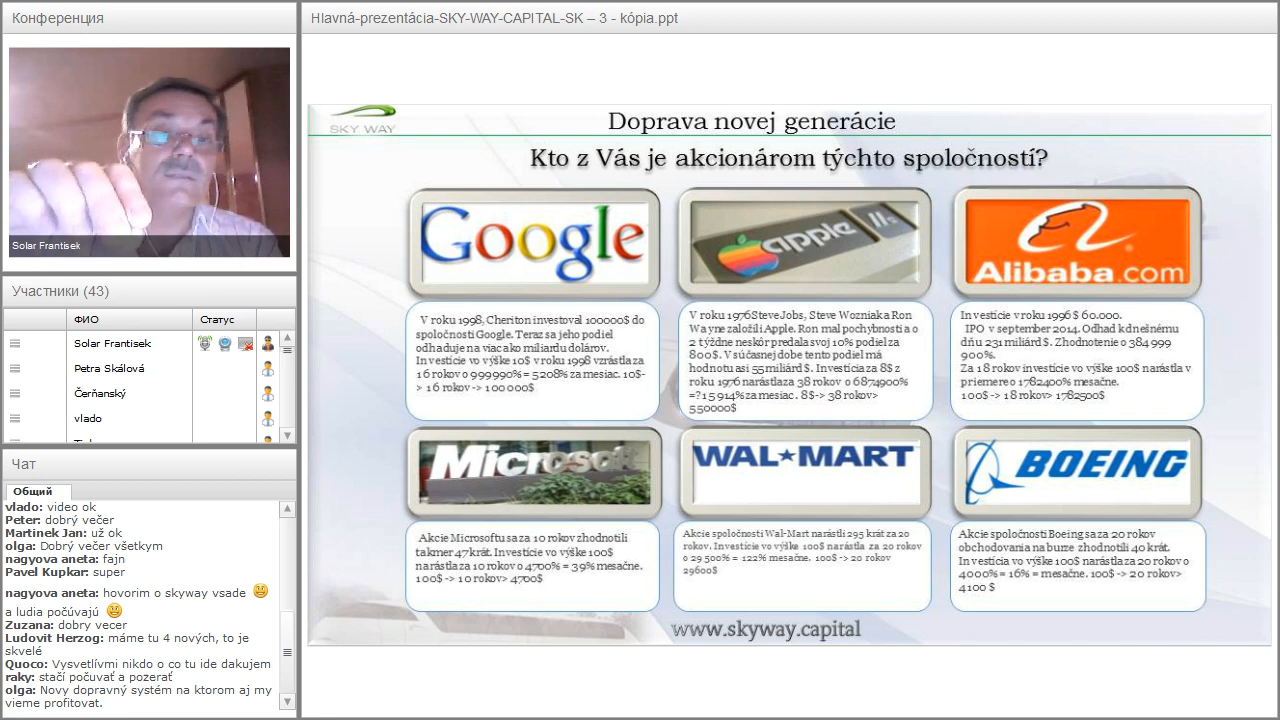 Конференция
Solar Frantisek
Участники (43)
ФИО
Статус
Solar Frantisek
Petra Skálová
Čerňanský
vlado
Чат
Общий
vlado: video ok
Peter: dobrý večer
Martinek Jan: už ok
olga: Dobrý večer všetkym
nagyova aneta: fajn
Pavel Kupkar: super
nagyova aneta: hovorim o skyway vsade
a ludia počúvajú
Zuzana: dobry vecer
Ludovit Herzog: máme tu 4 nových, to je
skvelé
Quoco: Vysvetlívmi nikdo o co tu ide dakujem
raky: stačí počuvať a pozerať
olga: Novy dopravný systém na ktorom aj my
vieme profitovat.
Hlavná-prezentácia-SKY-WAY-CAPITAL-SK – 3 - kópia.ppt
SKY WAY
Doprava novej generácie
Kto z Vás je akcionárom týchto spoločností?
Google
V roku 1998, Cheriton investoval 100000$ do
spoločnosti Google. Teraz sa jeho podiel
odhaduje na viac ako miliardu dolárov.
Investície vo výške 10$ v roku 1998 vzrástla za
16 rokov o 999990% = 5208% za mesiac. 10$-
> 16 rokov -> 100 000$
apple
V roku 1976 Steve Jobs, Steve Wozniak a Ron
Wayne založili Apple. Ron mal pochybnosti a o
2 týždne neskôr predala svoj 10% podiel za
800$. V súčasnej dobe tento podiel má
hodnotu asi 55 miliárd $. Investícia za 8$ z
roku 1976 narástla za 38 rokov o 6874900%
=?15 914% za mesiac. 8$-> 38 rokov>
550000$
Alibaba.com
Investície v roku 1996 $ 60.000.
IPO v september 2014. Odhad k dnešnému
dňu 231 miliárd $. Zhodnotenie o 384 999
900%.
Za 18 rokov investície vo výške 100$ narástla v
priemere o 1782400% mesačne.
100$ -> 18 rokov> 1782500$
Microsoft
Akcie Microsoftu sa za 10 rokov zhodnotili
takmer 47 krát. Investície vo výške 100$
narástla za 10 rokov o 4700% = 39% mesačne.
100$ -> 10 rokov> 4700$
WAL★MART
Akcie spoločnosti Wal-Mart narástli 295 krát za 20
rokov. Investície vo výške 100$ narástla za 20 rokov
o 29 500% = 122% mesačne. 100$ -> 20 rokov
29600$
BOEING
Akcie spoločnosti Boeing sa za 20 rokov
obchodovania na burze zhodnotili 40 krát.
Investícia vo výške 100$ narástla za 20 rokov o
4000% = 16% = mesačne. 100$ -> 20 rokov>
4100 $
www.skyway.capital